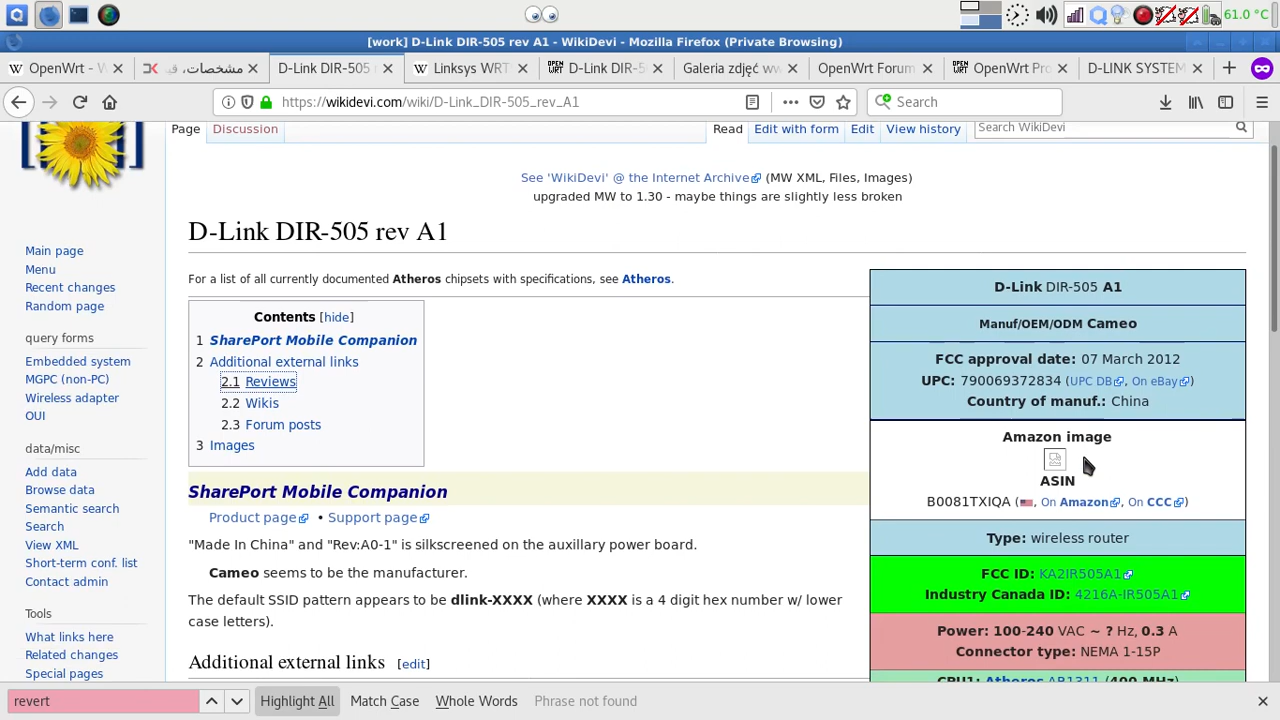 61.0 °C
[work] D-Link DIR-505 rev A1 - WikiDevi - Mozilla Firefox (Private Browsing)
OpenWrt - W
مشخصات، قی
D-Link DIR-505 r
Linksys WRT
D-Link DIR-5
Galeria zdjęć ww
OpenWrt Forum
OpenWrt Pro
D-LINK SYSTEM
https://wikidevi.com/wiki/D-Link_DIR-505_rev_A1
Search
Page
Discussion
Read
Edit with form
Edit
View history
Search WikiDevi
See 'WikiDevi' @ the Internet Archive (MW XML, Files, Images)
upgraded MW to 1.30 - maybe things are slightly less broken
D-Link DIR-505 rev A1
For a list of all currently documented Atheros chipsets with specifications, see Atheros.
Contents [hide]
1 SharePort Mobile Companion
2 Additional external links
2.1 Reviews
2.2 Wikis
2.3 Forum posts
3 Images
SharePort Mobile Companion
Product page • Support page
"Made In China" and "Rev:A0-1" is silkscreened on the auxillary power board.
Cameo seems to be the manufacturer.
The default SSID pattern appears to be dlink-XXXX (where XXXX is a 4 digit hex number w/ lower
case letters).
Additional external links [edit]
D-Link DIR-505 A1
Manuf/OEM/ODM Cameo
FCC approval date: 07 March 2012
UPC: 790069372834 (UPC DB, On eBay)
Country of manuf.: China
Amazon image
ASIN
B0081TXIQA (, On Amazon, On CCC)
Type: wireless router
FCC ID: KA2IR505A1
Industry Canada ID: 4216A-IR505A1
Power: 100-240 VAC ~ ? Hz, 0.3 A
Connector type: NEMA 1-15P
CPU1: Atheros AR1311 (400 MHz)
Main page
Menu
Recent changes
Random page
query forms
Embedded system
MGPC (non-PC)
Wireless adapter
OUI
data/misc
Add data
Browse data
Semantic search
Search
View XML
Short-term conf. list
Contact admin
Tools
What links here
Related changes
Special pages
revert
Highlight All
Match Case
Whole Words
Phrase not found